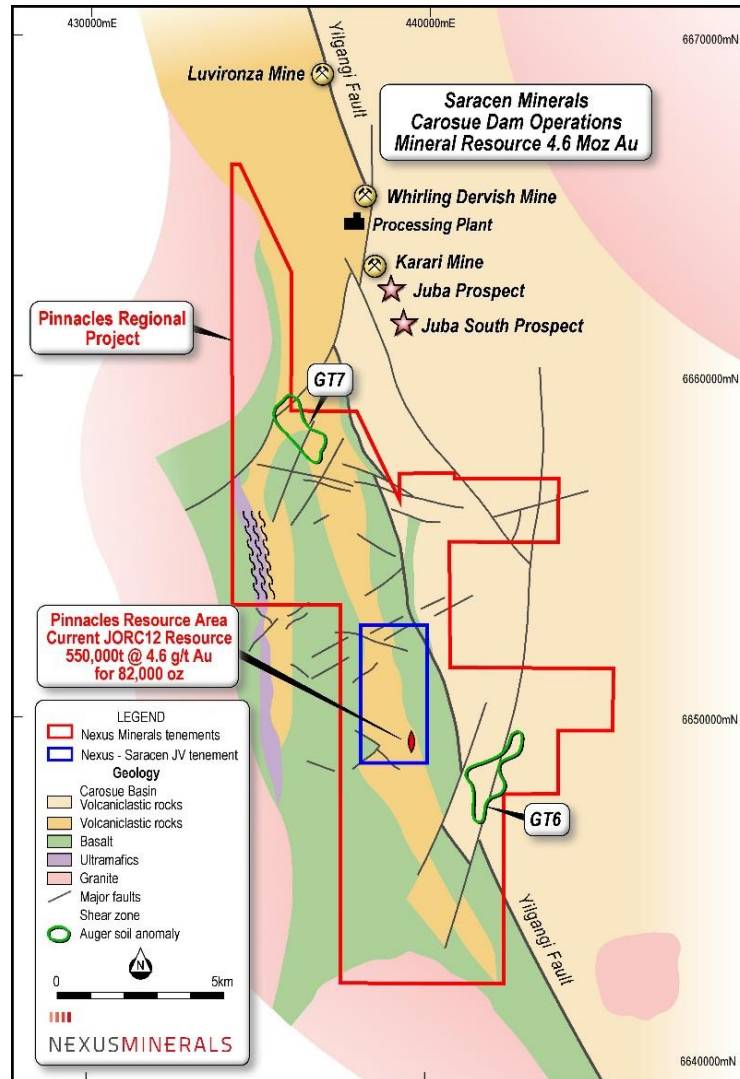 430000mE
440000mE
6670000mN
Yilgangi Fault
Luvironza Mine
Saracen Minerals
Carosue Dam Operations
Mineral Resource 4.6 Moz Au
Whirling Dervish Mine
Processing Plant
Karari Mine
Juba Prospect
Juba South Prospect
Pinnacles Regional
Project
GT7
6660000mN
Pinnacles Resource Area
Current JORC12 Resource
550,000t @ 4.6 g/t Au
for 82,000 oz
6650000mN
GT6
LEGEND
Nexus Minerals tenements
Nexus - Saracen JV tenement
Geology
Carosue Basin
Volcaniclastic rocks
Volcaniclastic rocks
Basalt
Ultramafics
Granite
Major faults
Shear zone
Auger soil anomaly
N
0
5km
NEXUSMINERALS
Yilgangi Fault
6640000mN
430000mE
440000mE